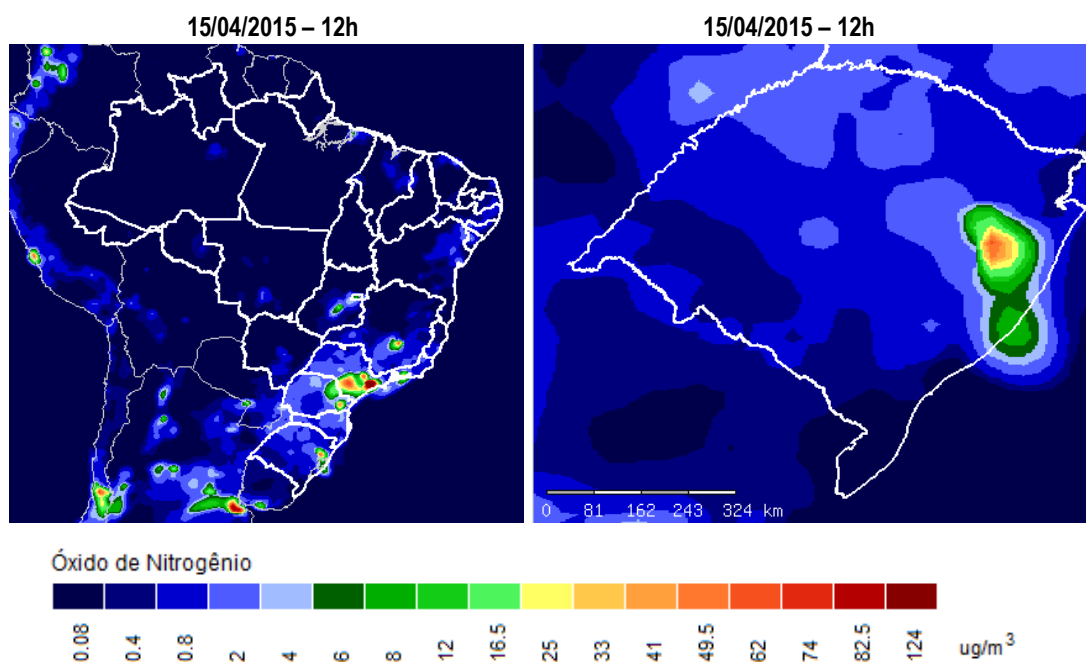 15/04/2015 – 12h
15/04/2015 – 12h
0 81 162 243 324 km
Óxido de Nitrogênio
0.08 0.4 0.8 2 4 6 8 12 16.5 25 33 41 49.5 62 74 82.5 124 ug/m³